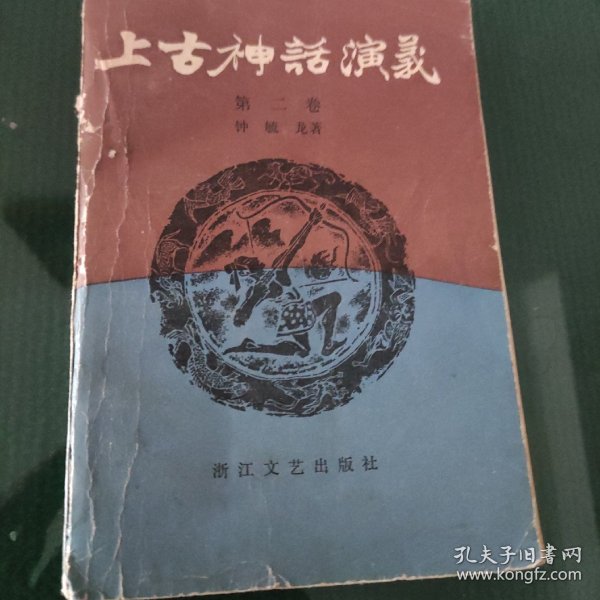 上古神話演義
第二卷
钟毓龙著
浙江文艺出版社
孔夫子旧书网
www.kongfz.com